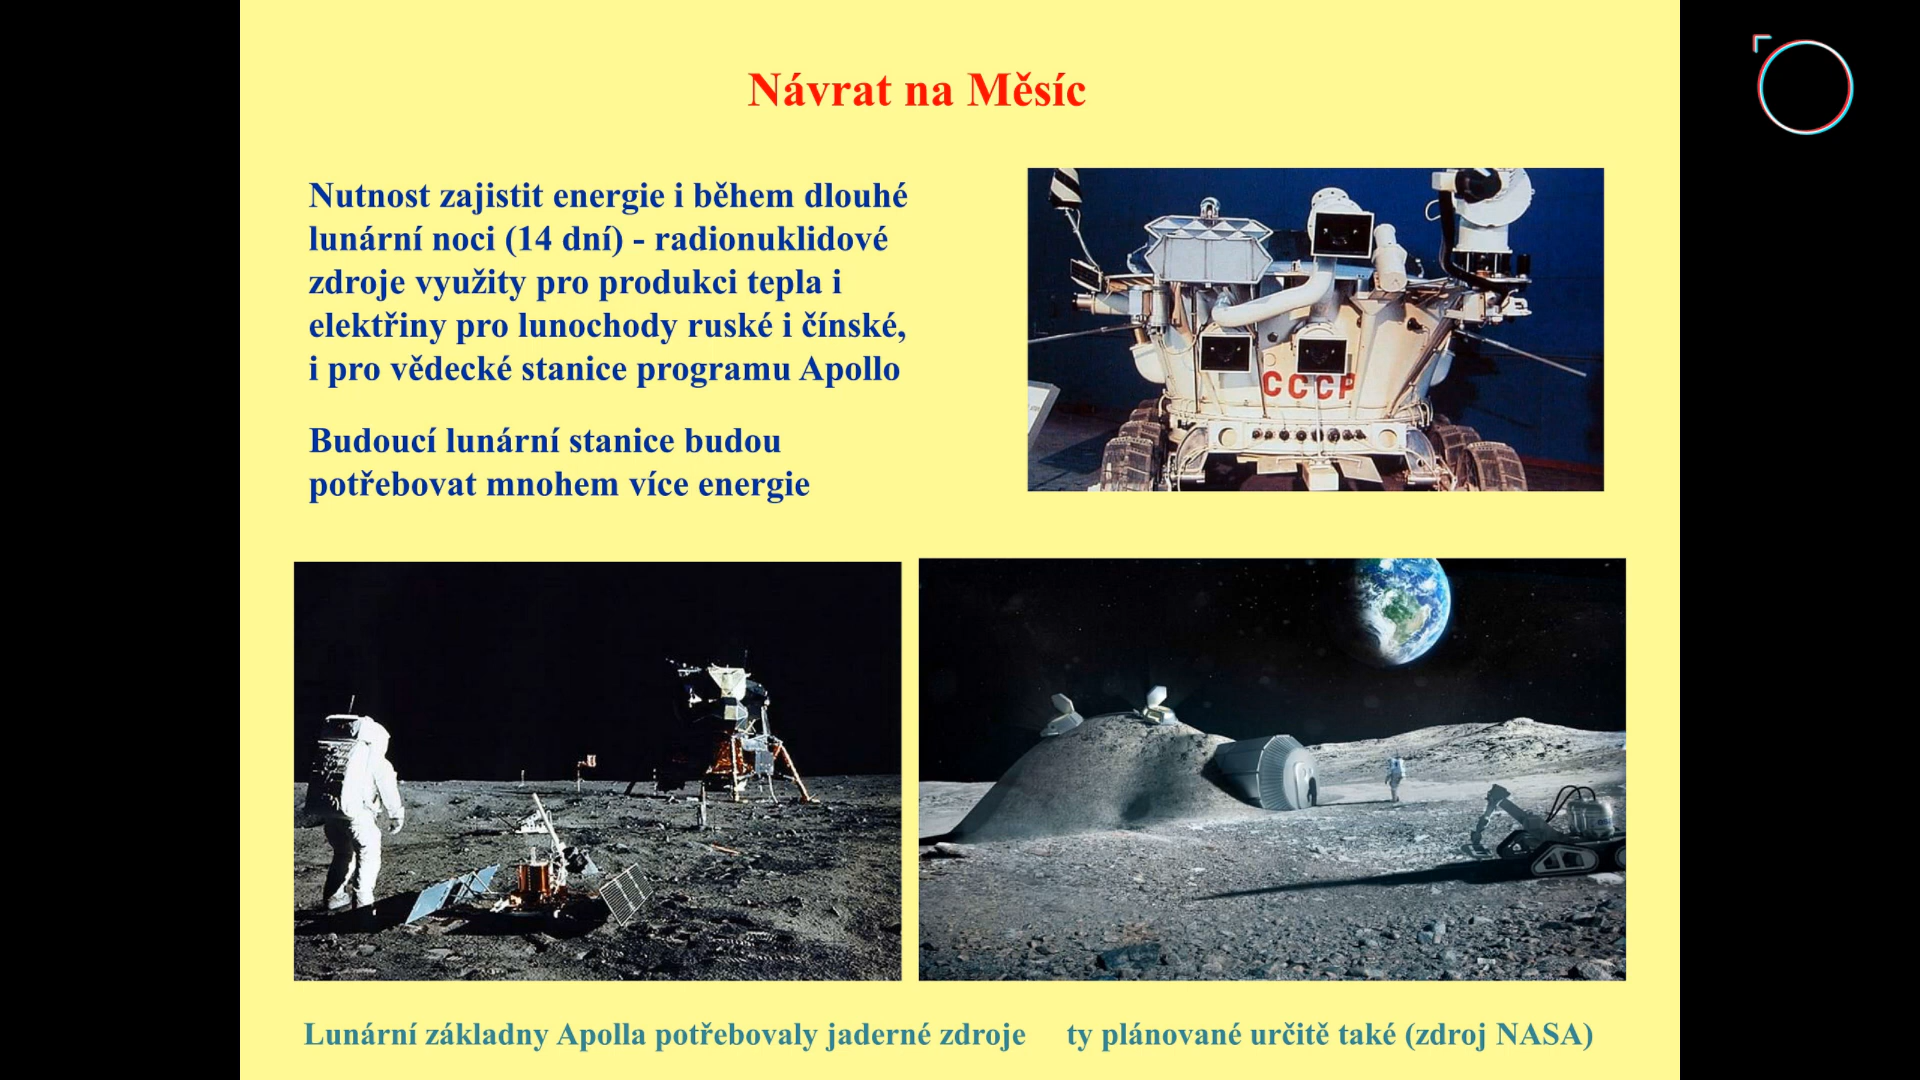 Návrat na Měsíc
Nutnost zajistit energie i během dlouhé
lunární noci (14 dní) - radionuklidové
zdroje využity pro produkci tepla i
elektřiny pro lunochody ruské i čínské,
i pro vědecké stanice programu Apollo
Budoucí lunární stanice budou
potřebovat mnohem více energie
CCCP
Lunární základny Apolla potřebovaly jaderné zdroje
ty plánované určitě také (zdroj NASA)